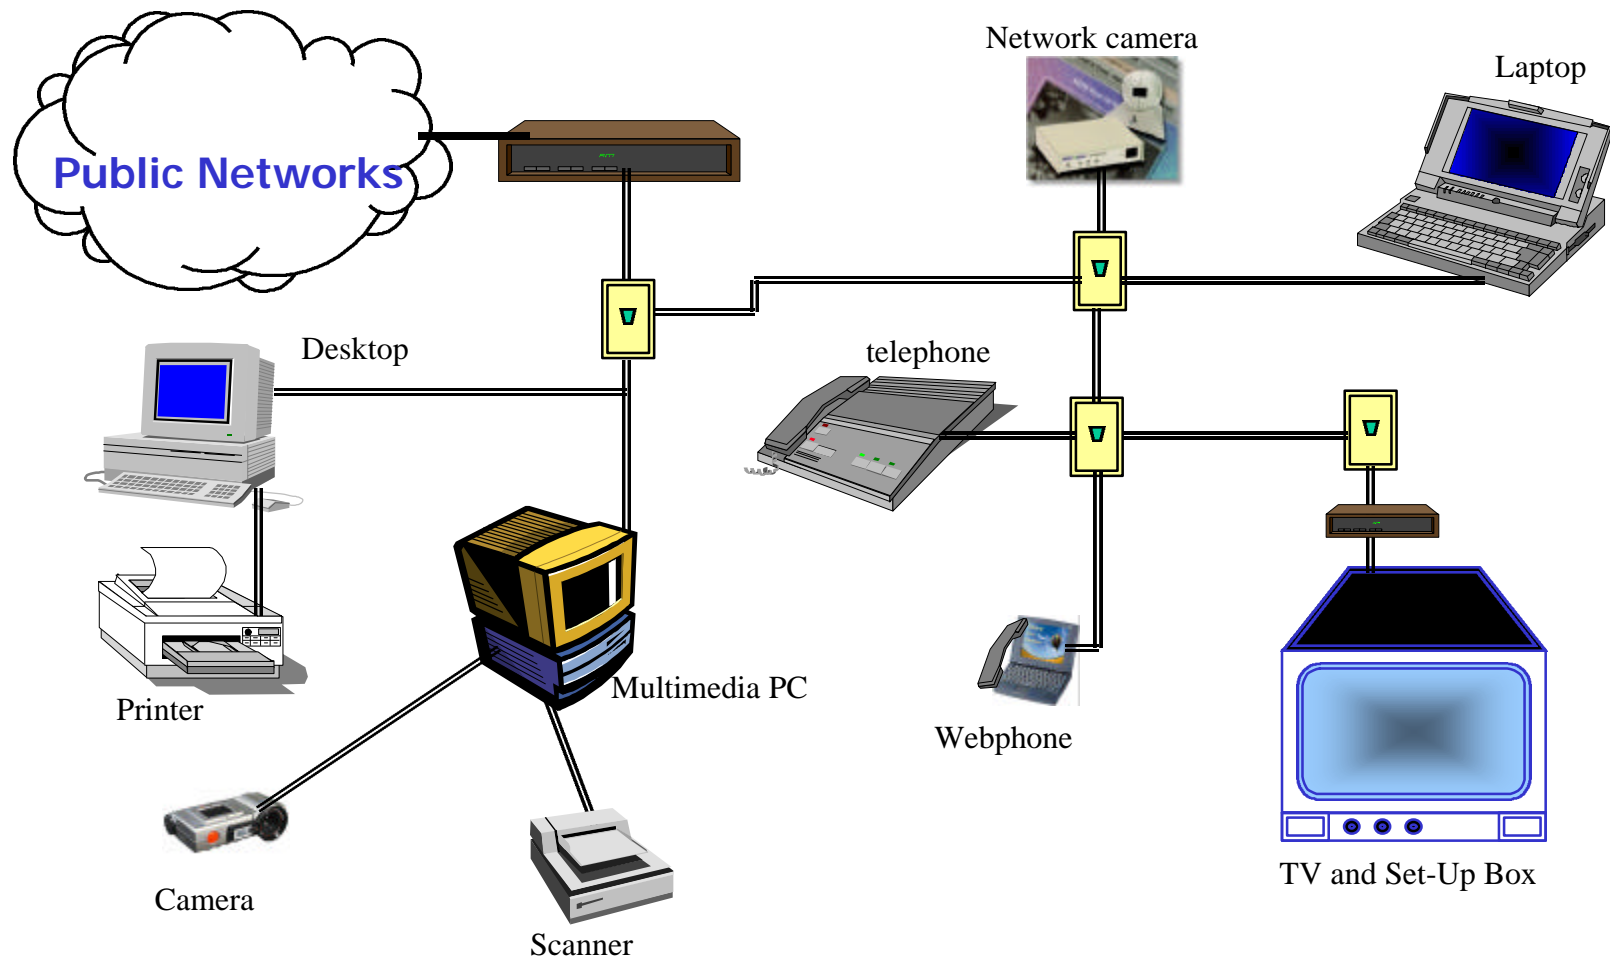 Network camera
Laptop
Public Networks
Desktop
telephone
Printer
Multimedia PC
Webphone
TV and Set-Up Box
Camera
Scanner